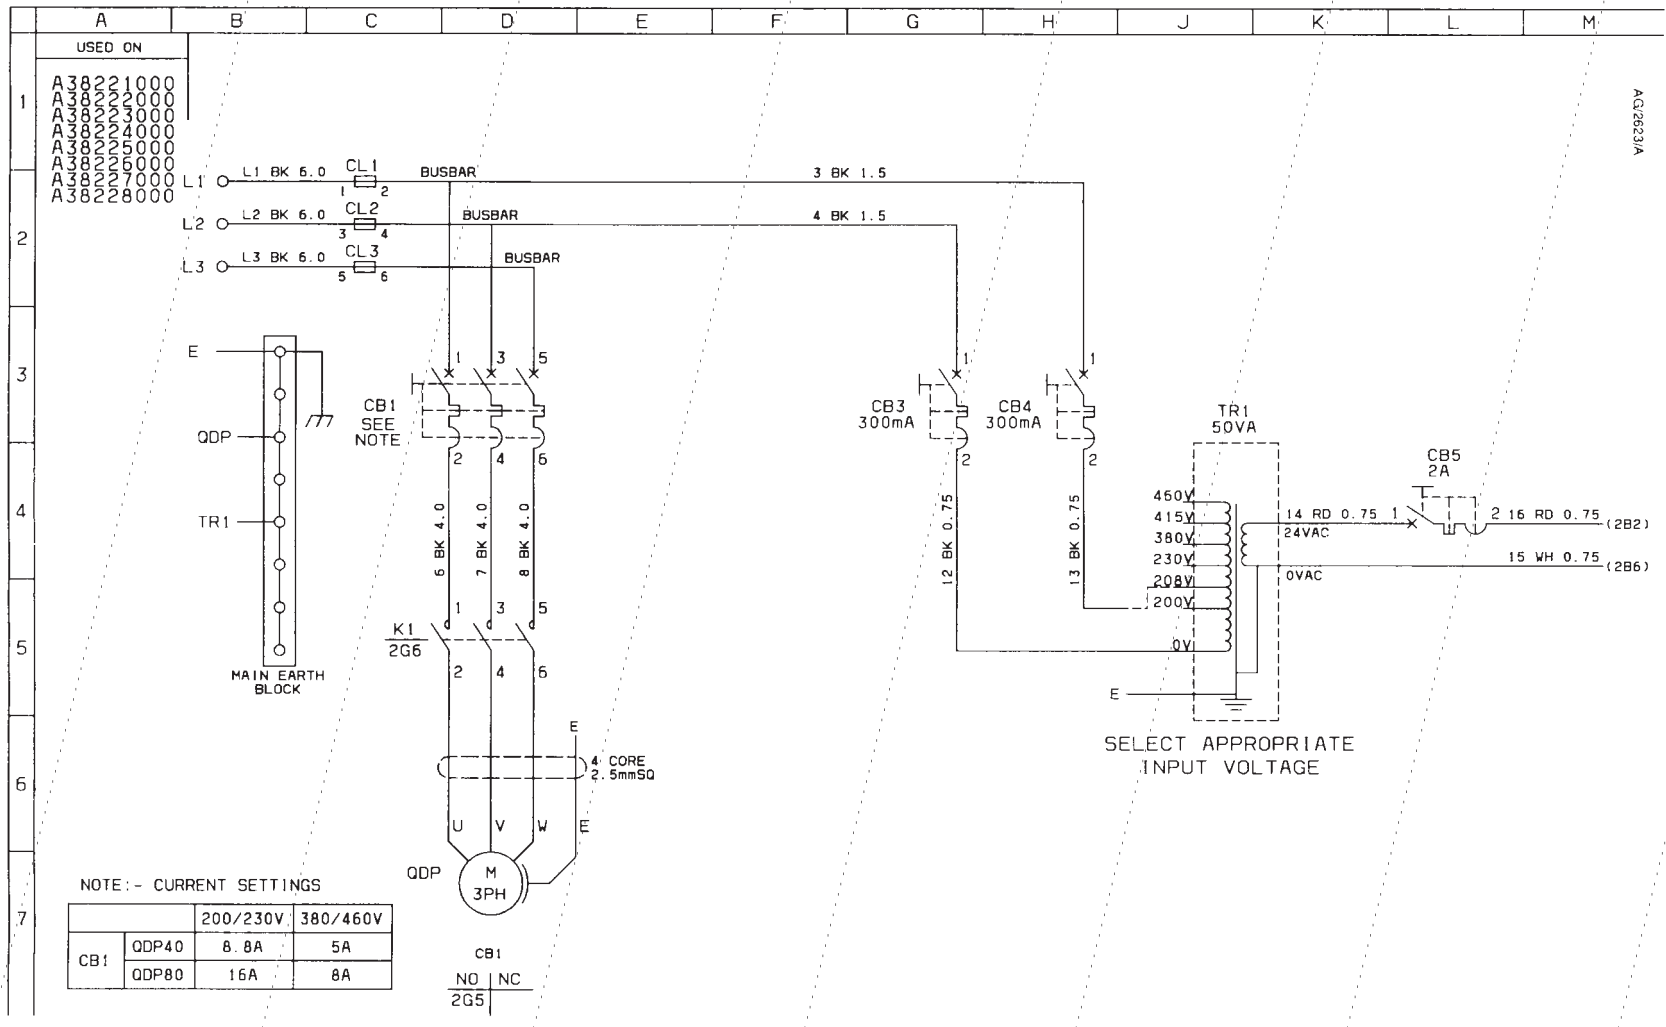 A B C D E F G H J K L M
USED ON
A38221000
A38222000
A38223000
A38224000
A38225000
A38226000
A38227000
A38228000
AG/2623/A
1
2
3
4
5
6
7
L1 L1 BK 6.0 CL1 BUSBAR 3 BK 1.5
1 2
L2 L2 BK 6.0 CL2 BUSBAR 4 BK 1.5
3 4
L3 L3 BK 6.0 CL3 BUSBAR
5 6
E
QDP
TR1
MAIN EARTH
BLOCK
1 3 5
CB1
SEE
NOTE
2 4 6
6 BK 4.0
7 BK 4.0
8 BK 4.0
1 3 5
K1
2G6
2 4 6
E
4 CORE
2.5mmSQ
U V W E
QDP
M
3PH
CB1
NO NC
2G5
1
CB3
300mA
2
12 BK 0.75
1
CB4
300mA
2
13 BK 0.75
TR1
50VA
460V
415V
380V
230V
208V
200V
0V
E
SELECT APPROPRIATE
INPUT VOLTAGE
14 RD 0.75 1
24VAC
0VAC
CB5
2A
2 16 RD 0.75 (2B2)
15 WH 0.75 (2B6)
NOTE:- CURRENT SETTINGS
200/230V 380/460V
CB1
QDP40 8.8A 5A
QDP80 16A 8A